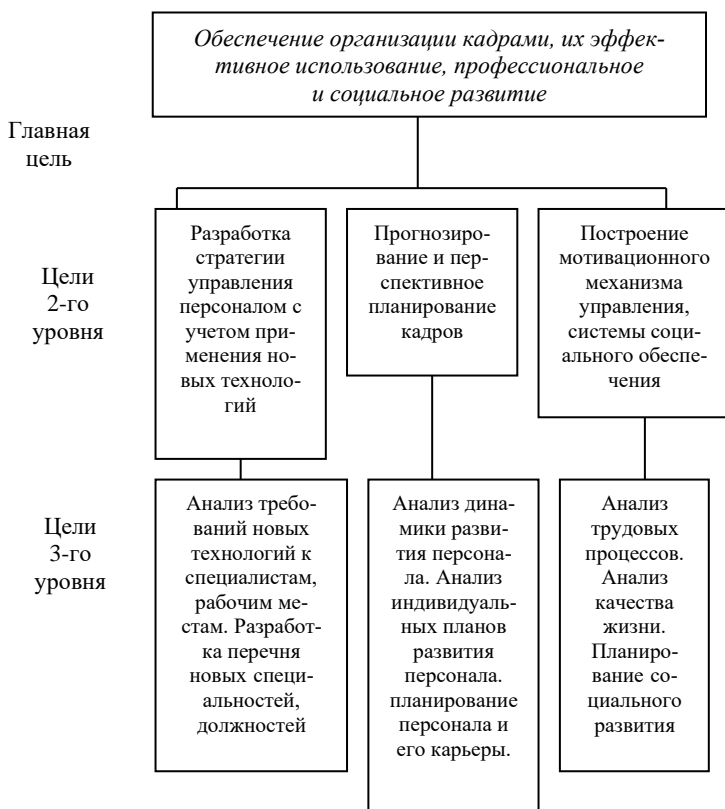 Обеспечение организации кадрами, их эффек-
тивное использование, профессиональное
и социальное развитие
Главная
цель
Цели
2-го
уровня
Разработка
стратегии
управления
персоналом с
учетом приме-
менения но-
вых техноло-
гий
Прогнозиро-
вание и пер-
спективное
планирование
кадров
Построение
мотивационного
механизма
управления,
системы соци-
ального обеспе-
чения
Цели
3-го
уровня
Анализ требо-
ваний новых
технологий к
специалистам,
рабочим ме-
стам. Разработ-
ка перечня
новых специ-
альностей,
должностей
Анализ дина-
мики разви-
тия персона-
ла. Анализ
индивидуаль-
ных планов
развития
персонала.
планирование
персонала и
его карьеры.
Анализ
трудовых
процессов.
Анализ
качества
жизни.
Планиро-
вание со-
циального
развития